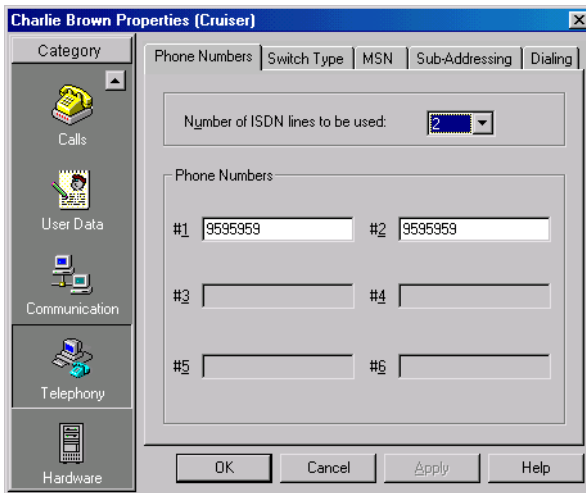 Charlie Brown Properties (Cruiser)
Category
Calls
User Data
Communication
Telephony
Hardware
Phone Numbers Switch Type MSN Sub-Addressing Dialing
Number of ISDN lines to be used: 2
Phone Numbers
#1 9595959 #2 9595959
#3 #4
#5 #6
OK Cancel Apply Help